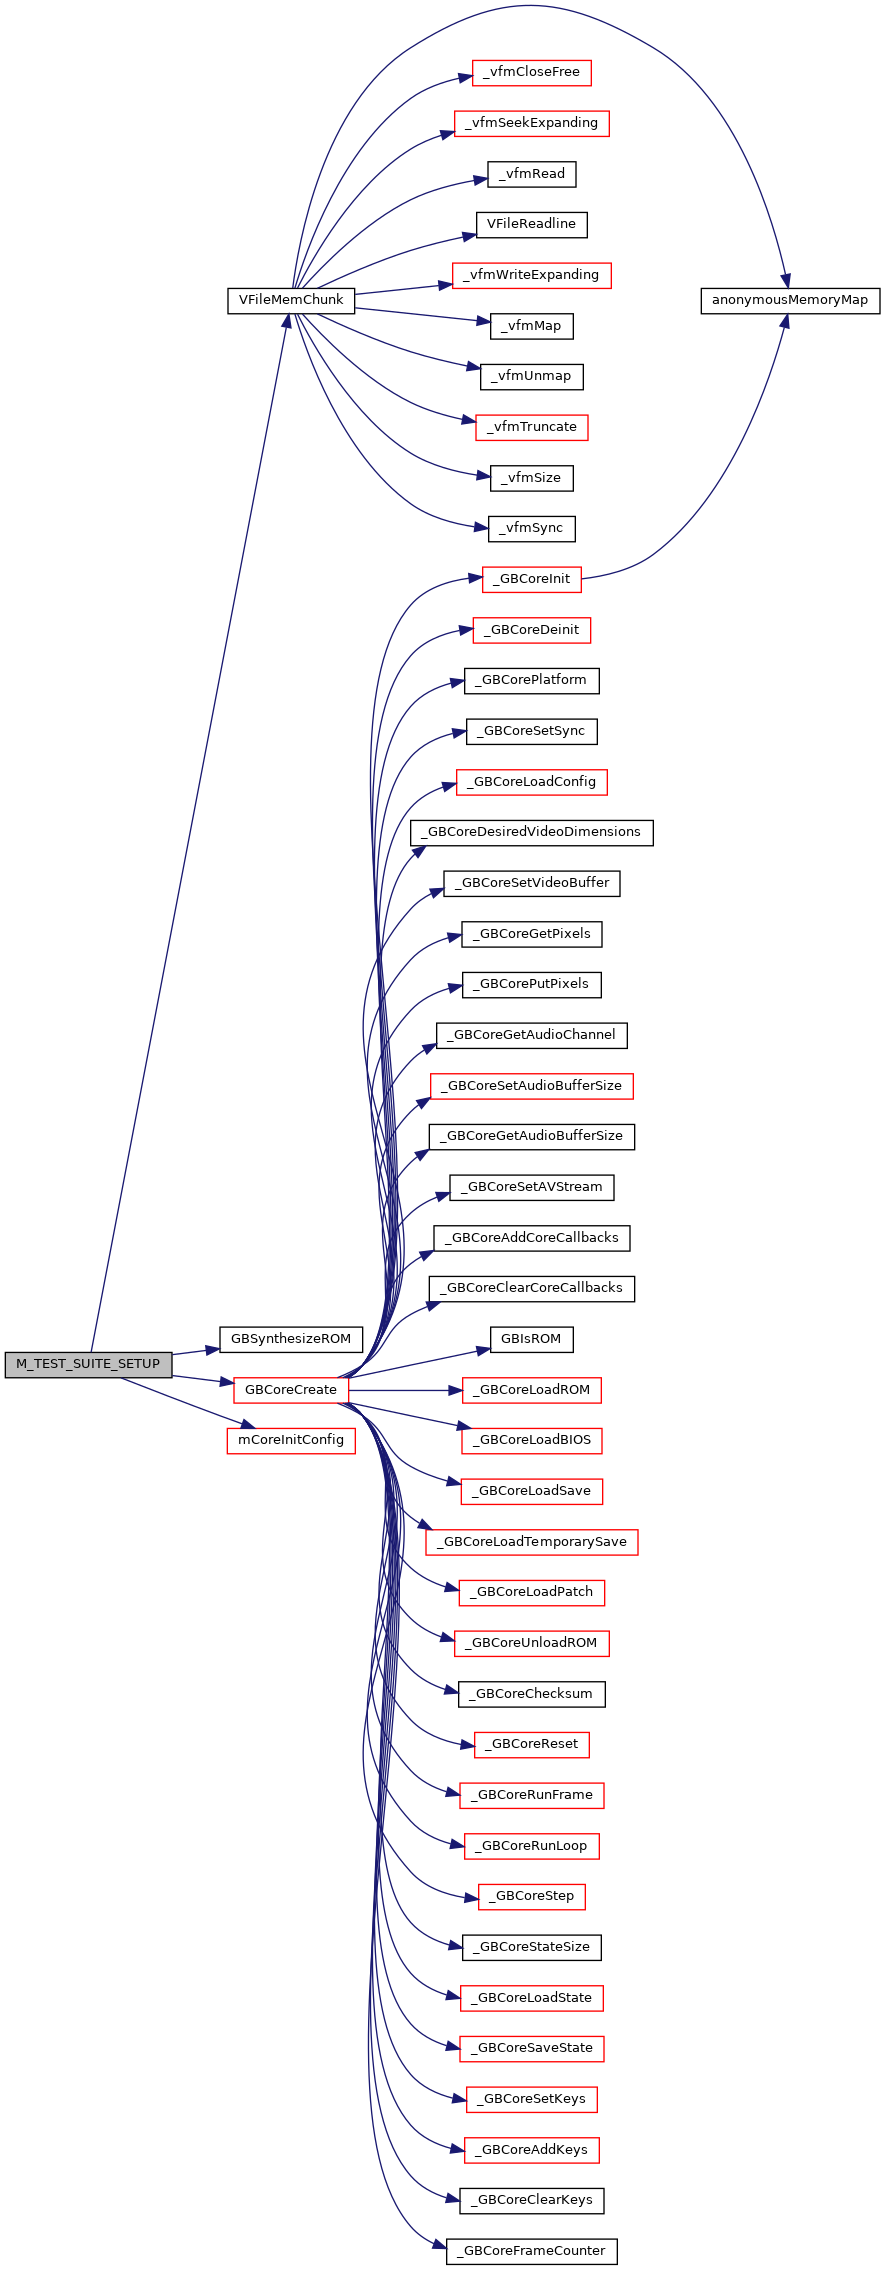 _vfmCloseFree
_vfmSeekExpanding
_vfmRead
VFileReadline
_vfmWriteExpanding
VFileMemChunk
anonymousMemoryMap
_vfmMap
_vfmUnmap
_vfmTruncate
_vfmSize
_vfmSync
_GBCoreInit
_GBCoreDeinit
_GBCorePlatform
_GBCoreSetSync
_GBCoreLoadConfig
_GBCoreDesiredVideoDimensions
_GBCoreSetVideoBuffer
_GBCoreGetPixels
_GBCorePutPixels
_GBCoreGetAudioChannel
_GBCoreSetAudioBufferSize
_GBCoreGetAudioBufferSize
_GBCoreSetAVStream
_GBCoreAddCoreCallbacks
_GBCoreClearCoreCallbacks
GBSynthesizeROM
GBIsROM
M_TEST_SUITE_SETUP
GBCoreCreate
_GBCoreLoadROM
mCoreInitConfig
_GBCoreLoadBIOS
_GBCoreLoadSave
_GBCoreLoadTemporarySave
_GBCoreLoadPatch
_GBCoreUnloadROM
_GBCoreChecksum
_GBCoreReset
_GBCoreRunFrame
_GBCoreRunLoop
_GBCoreStep
_GBCoreStateSize
_GBCoreLoadState
_GBCoreSaveState
_GBCoreSetKeys
_GBCoreAddKeys
_GBCoreClearKeys
_GBCoreFrameCounter